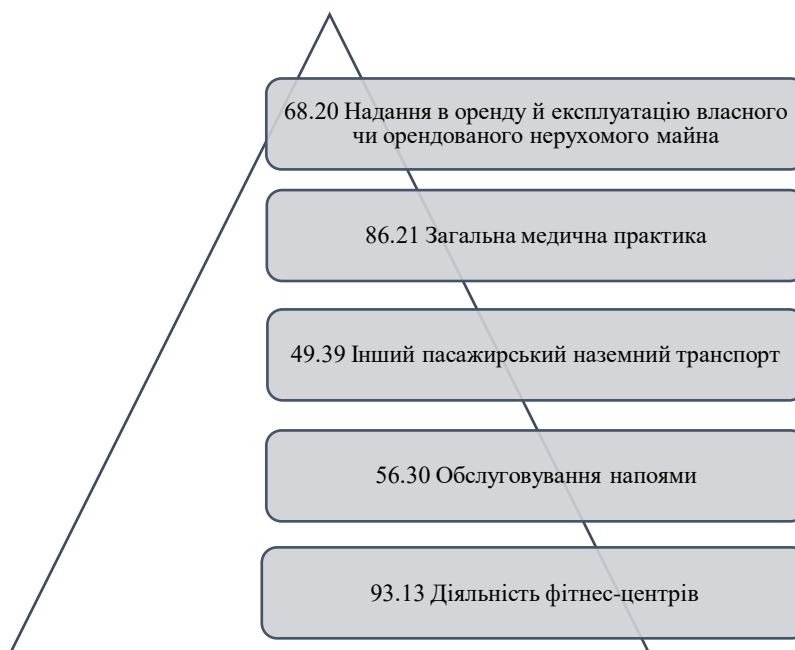 68.20 Надання в оренду й експлуатацію власного
чи орендованого нерухомого майна
86.21 Загальна медична практика
49.39 Інший пасажирський наземний транспорт
56.30 Обслуговування напоями
93.13 Діяльність фітнес-центрів